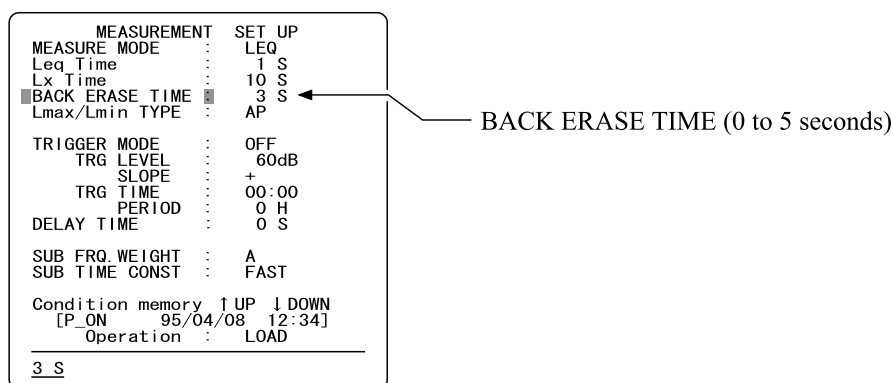 MEASUREMENT SET UP
MEASURE MODE : LEQ
Leq Time : 1 S
Lx Time : 10 S
BACK ERASE TIME : 3 S
Lmax/Lmin TYPE : AP
TRIGGER MODE : OFF
TRG LEVEL : 60dB
SLOPE : +
TRG TIME : 00:00
PERIOD : 0 H
DELAY TIME : 0 S
SUB FRQ.WEIGHT : A
SUB TIME CONST : FAST
Condition memory ↑UP ↓DOWN
[P_ON 95/04/08 12:34]
Operation : LOAD
3 S
BACK ERASE TIME (0 to 5 seconds)